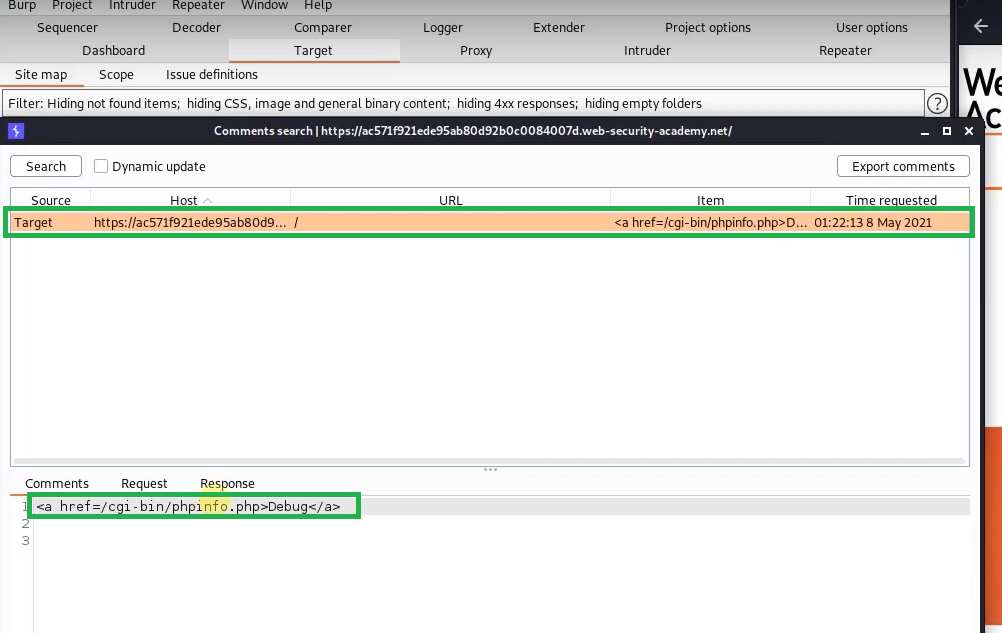 Burp Project Intruder Repeater Window Help
Sequencer Decoder Comparer Logger Extender Project options User options
Dashboard Target Proxy Intruder Repeater
Site map Scope Issue definitions
Filter: Hiding not found items; hiding CSS, image and general binary content; hiding 4xx responses; hiding empty folders
?
We
Ac
Comments search | https://ac571f921ede95ab80d92b0c0084007d.web-security-academy.net/
Search Dynamic update Export comments
Source Host URL Item Time requested
Target https://ac571f921ede95ab80d9... / <a href=/cgi-bin/phpinfo.php>D... 01:22:13 8 May 2021
Comments Request Response
1 <a href=/cgi-bin/phpinfo.php>Debug</a>
2
3